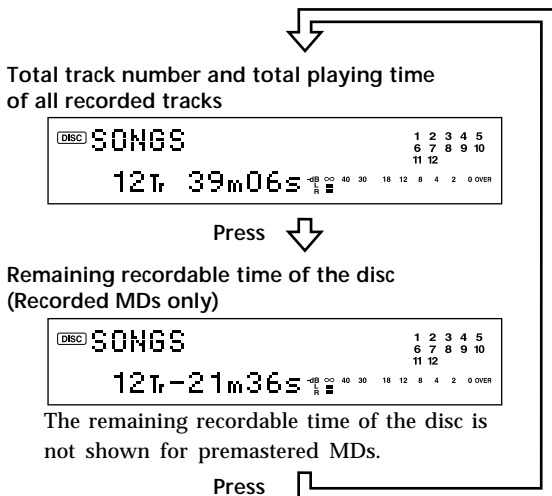 Total track number and total playing time
of all recorded tracks
DISC SONGS
1 2 3 4 5
6 7 8 9 10
11 12
12Tr 39m06s -dB L R ∞ 40 30 18 12 8 4 2 0 OVER
Press
Remaining recordable time of the disc
(Recorded MDs only)
DISC SONGS
1 2 3 4 5
6 7 8 9 10
11 12
12Tr-21m36s -dB L R ∞ 40 30 18 12 8 4 2 0 OVER
The remaining recordable time of the disc is
not shown for premastered MDs.
Press